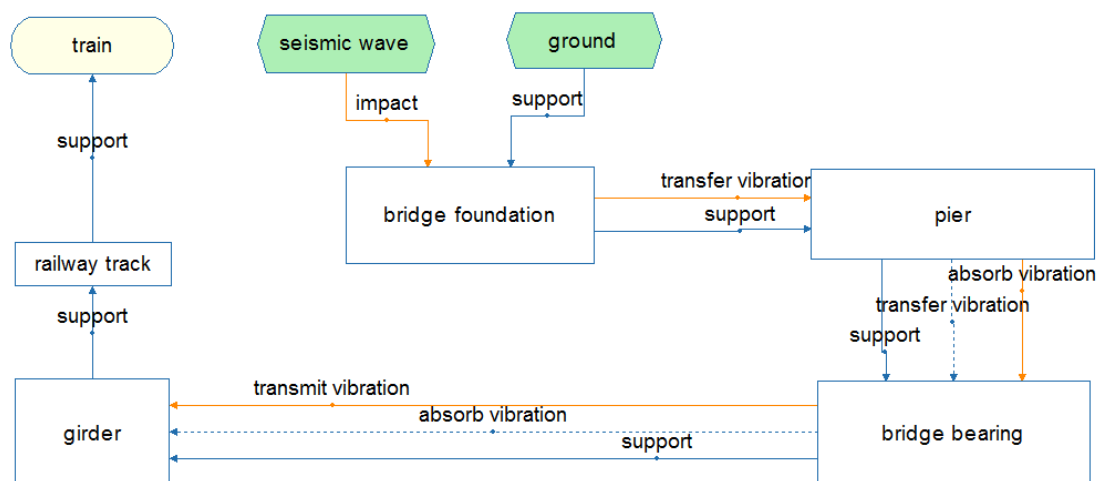 train
seismic wave
ground
impact
support
support
bridge foundation
transfer vibration
support
pier
railway track
absorb vibration
transfer vibration
support
support
girder
transmit vibration
absorb vibration
support
bridge bearing